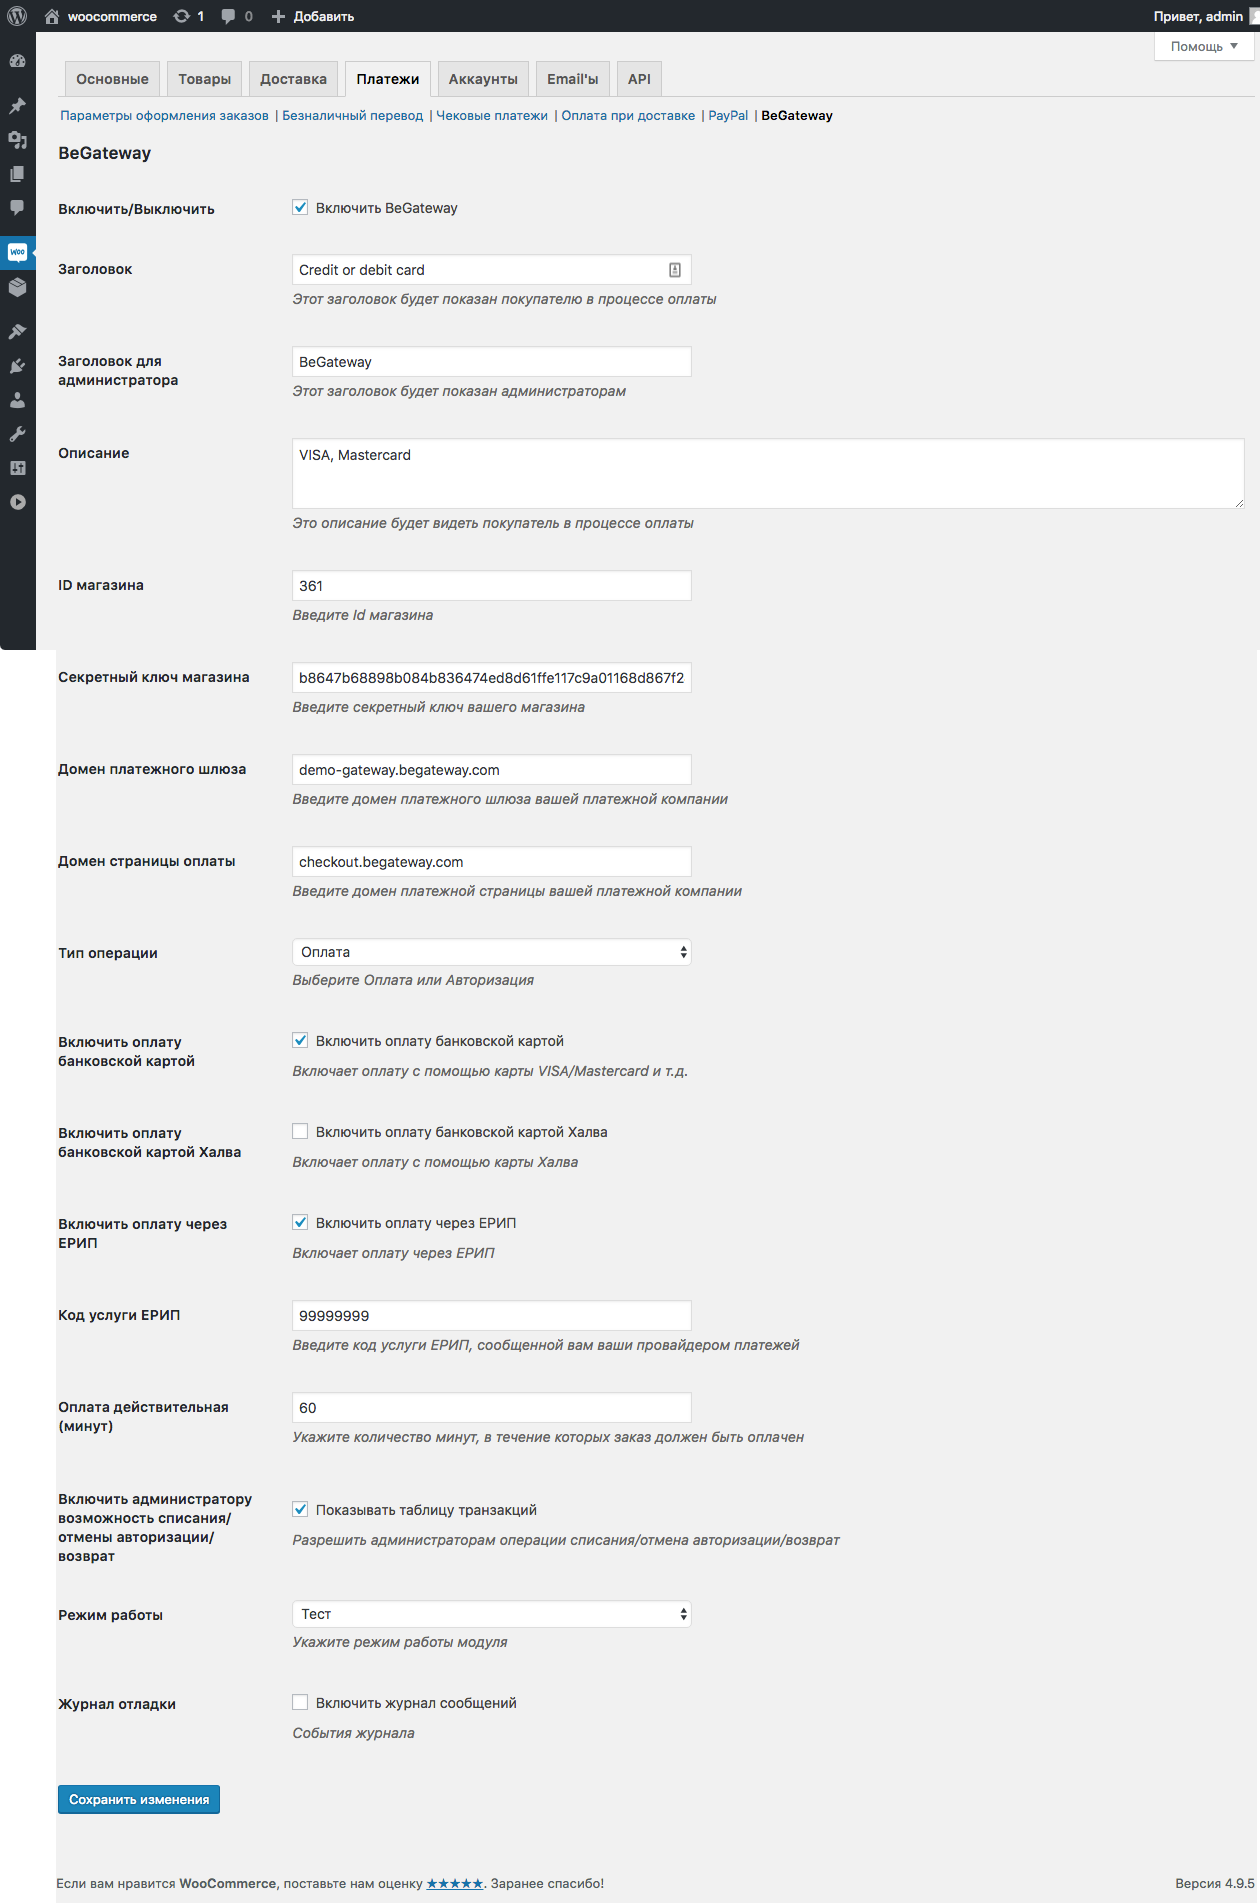 woocommerce 1 0 Добавить Привет, admin
Помощь
Основные Товары Доставка Платежи Аккаунты Email'ы API
Параметры оформления заказов | Безналичный перевод | Чековые платежи | Оплата при доставке | PayPal | BeGateway
BeGateway
Включить/Выключить
Включить BeGateway
Заголовок
Credit or debit card
Этот заголовок будет показан покупателю в процессе оплаты
Заголовок для
администратора
BeGateway
Этот заголовок будет показан администраторам
Описание
VISA, Mastercard
Это описание будет видеть покупатель в процессе оплаты
ID магазина
361
Введите Id магазина
Секретный ключ магазина
b8647b68898b084b836474ed8d61ffe117c9a01168d867f2
Введите секретный ключ вашего магазина
Домен платежного шлюза
demo-gateway.begateway.com
Введите домен платежного шлюза вашей платежной компании
Домен страницы оплаты
checkout.begateway.com
Введите домен платежной страницы вашей платежной компании
Тип операции
Оплата
Выберите Оплата или Авторизация
Включить оплату
банковской картой
Включить оплату банковской картой
Включает оплату с помощью карты VISA/Mastercard и т.д.
Включить оплату
банковской картой Халва
Включить оплату банковской картой Халва
Включает оплату с помощью карты Халва
Включить оплату через
ЕРИП
Включить оплату через ЕРИП
Включает оплату через ЕРИП
Код услуги ЕРИП
99999999
Введите код услуги ЕРИП, сообщенной вам ваши провайдером платежей
Оплата действительная
(минут)
60
Укажите количество минут, в течение которых заказ должен быть оплачен
Включить администратору
возможность списания/
отмены авторизации/
возврат
Показывать таблицу транзакций
Разрешить администраторам операции списания/отмена авторизации/возврат
Режим работы
Тест
Укажите режим работы модуля
Журнал отладки
Включить журнал сообщений
События журнала
Сохранить изменения
Если вам нравится WooCommerce, поставьте нам оценку ★★★★★. Заранее спасибо! Версия 4.9.5